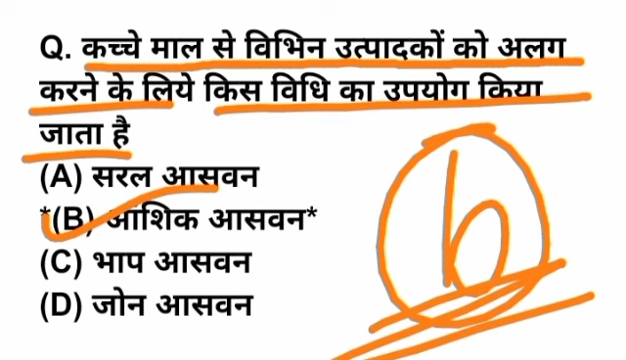 Q. कच्चे माल से विभिन उत्पादकों को अलग
करने के लिये किस विधि का उपयोग किया
जाता है
(A) सरल आसवन
*(B) आंशिक आसवन*
(C) भाप आसवन
(D) जोन आसवन
b